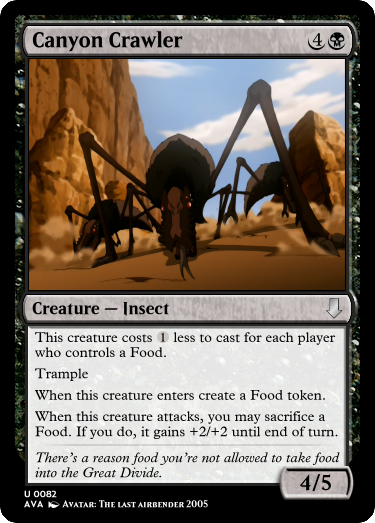 Canyon Crawler 4
Creature — Insect
This creature costs 1 less to cast for each player
who controls a Food.
Trample
When this creature enters create a Food token.
When this creature attacks, you may sacrifice a
Food. If you do, it gains +2/+2 until end of turn.
There's a reason food you're not allowed to take food
into the Great Divide.
4/5
U 0082
AVA Avatar: The last airbender 2005